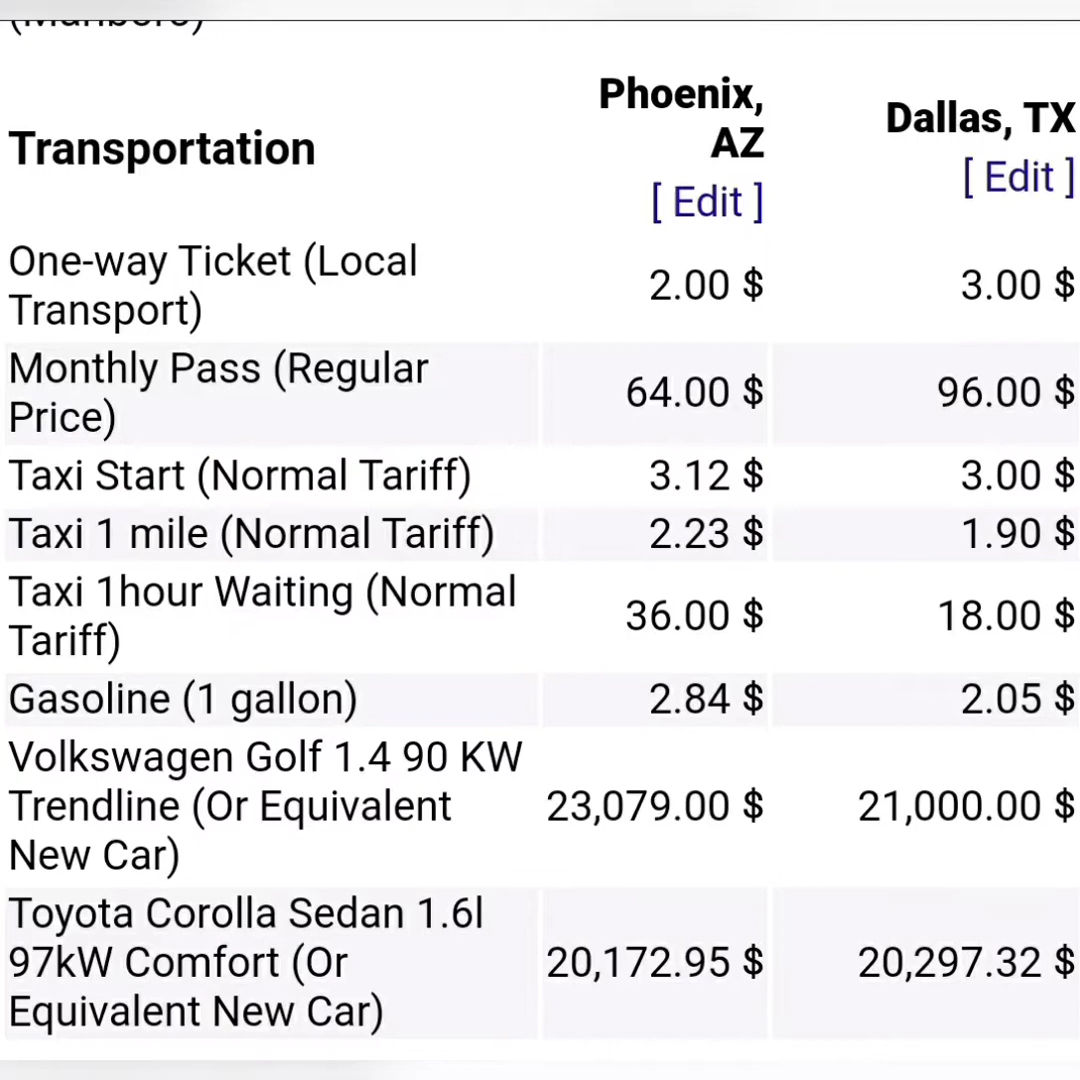 Transportation
Phoenix,
AZ
[ Edit ]
Dallas, TX
[ Edit ]
One-way Ticket (Local
Transport)
2.00 $
3.00 $
Monthly Pass (Regular
Price)
64.00 $
96.00 $
Taxi Start (Normal Tariff)
3.12 $
3.00 $
Taxi 1 mile (Normal Tariff)
2.23 $
1.90 $
Taxi 1hour Waiting (Normal
Tariff)
36.00 $
18.00 $
Gasoline (1 gallon)
2.84 $
2.05 $
Volkswagen Golf 1.4 90 KW
Trendline (Or Equivalent
New Car)
23,079.00 $
21,000.00 $
Toyota Corolla Sedan 1.6l
97kW Comfort (Or
Equivalent New Car)
20,172.95 $
20,297.32 $